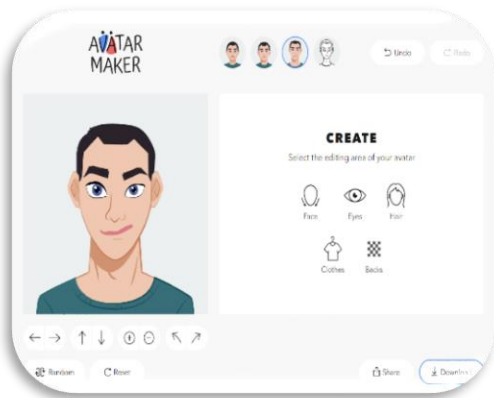 AVATAR
MAKER
Undo
Redo
CREATE
Select the editing area of your avatar
Face
Eyes
Hair
Clothes
Backs
Random
Reset
Share
Download